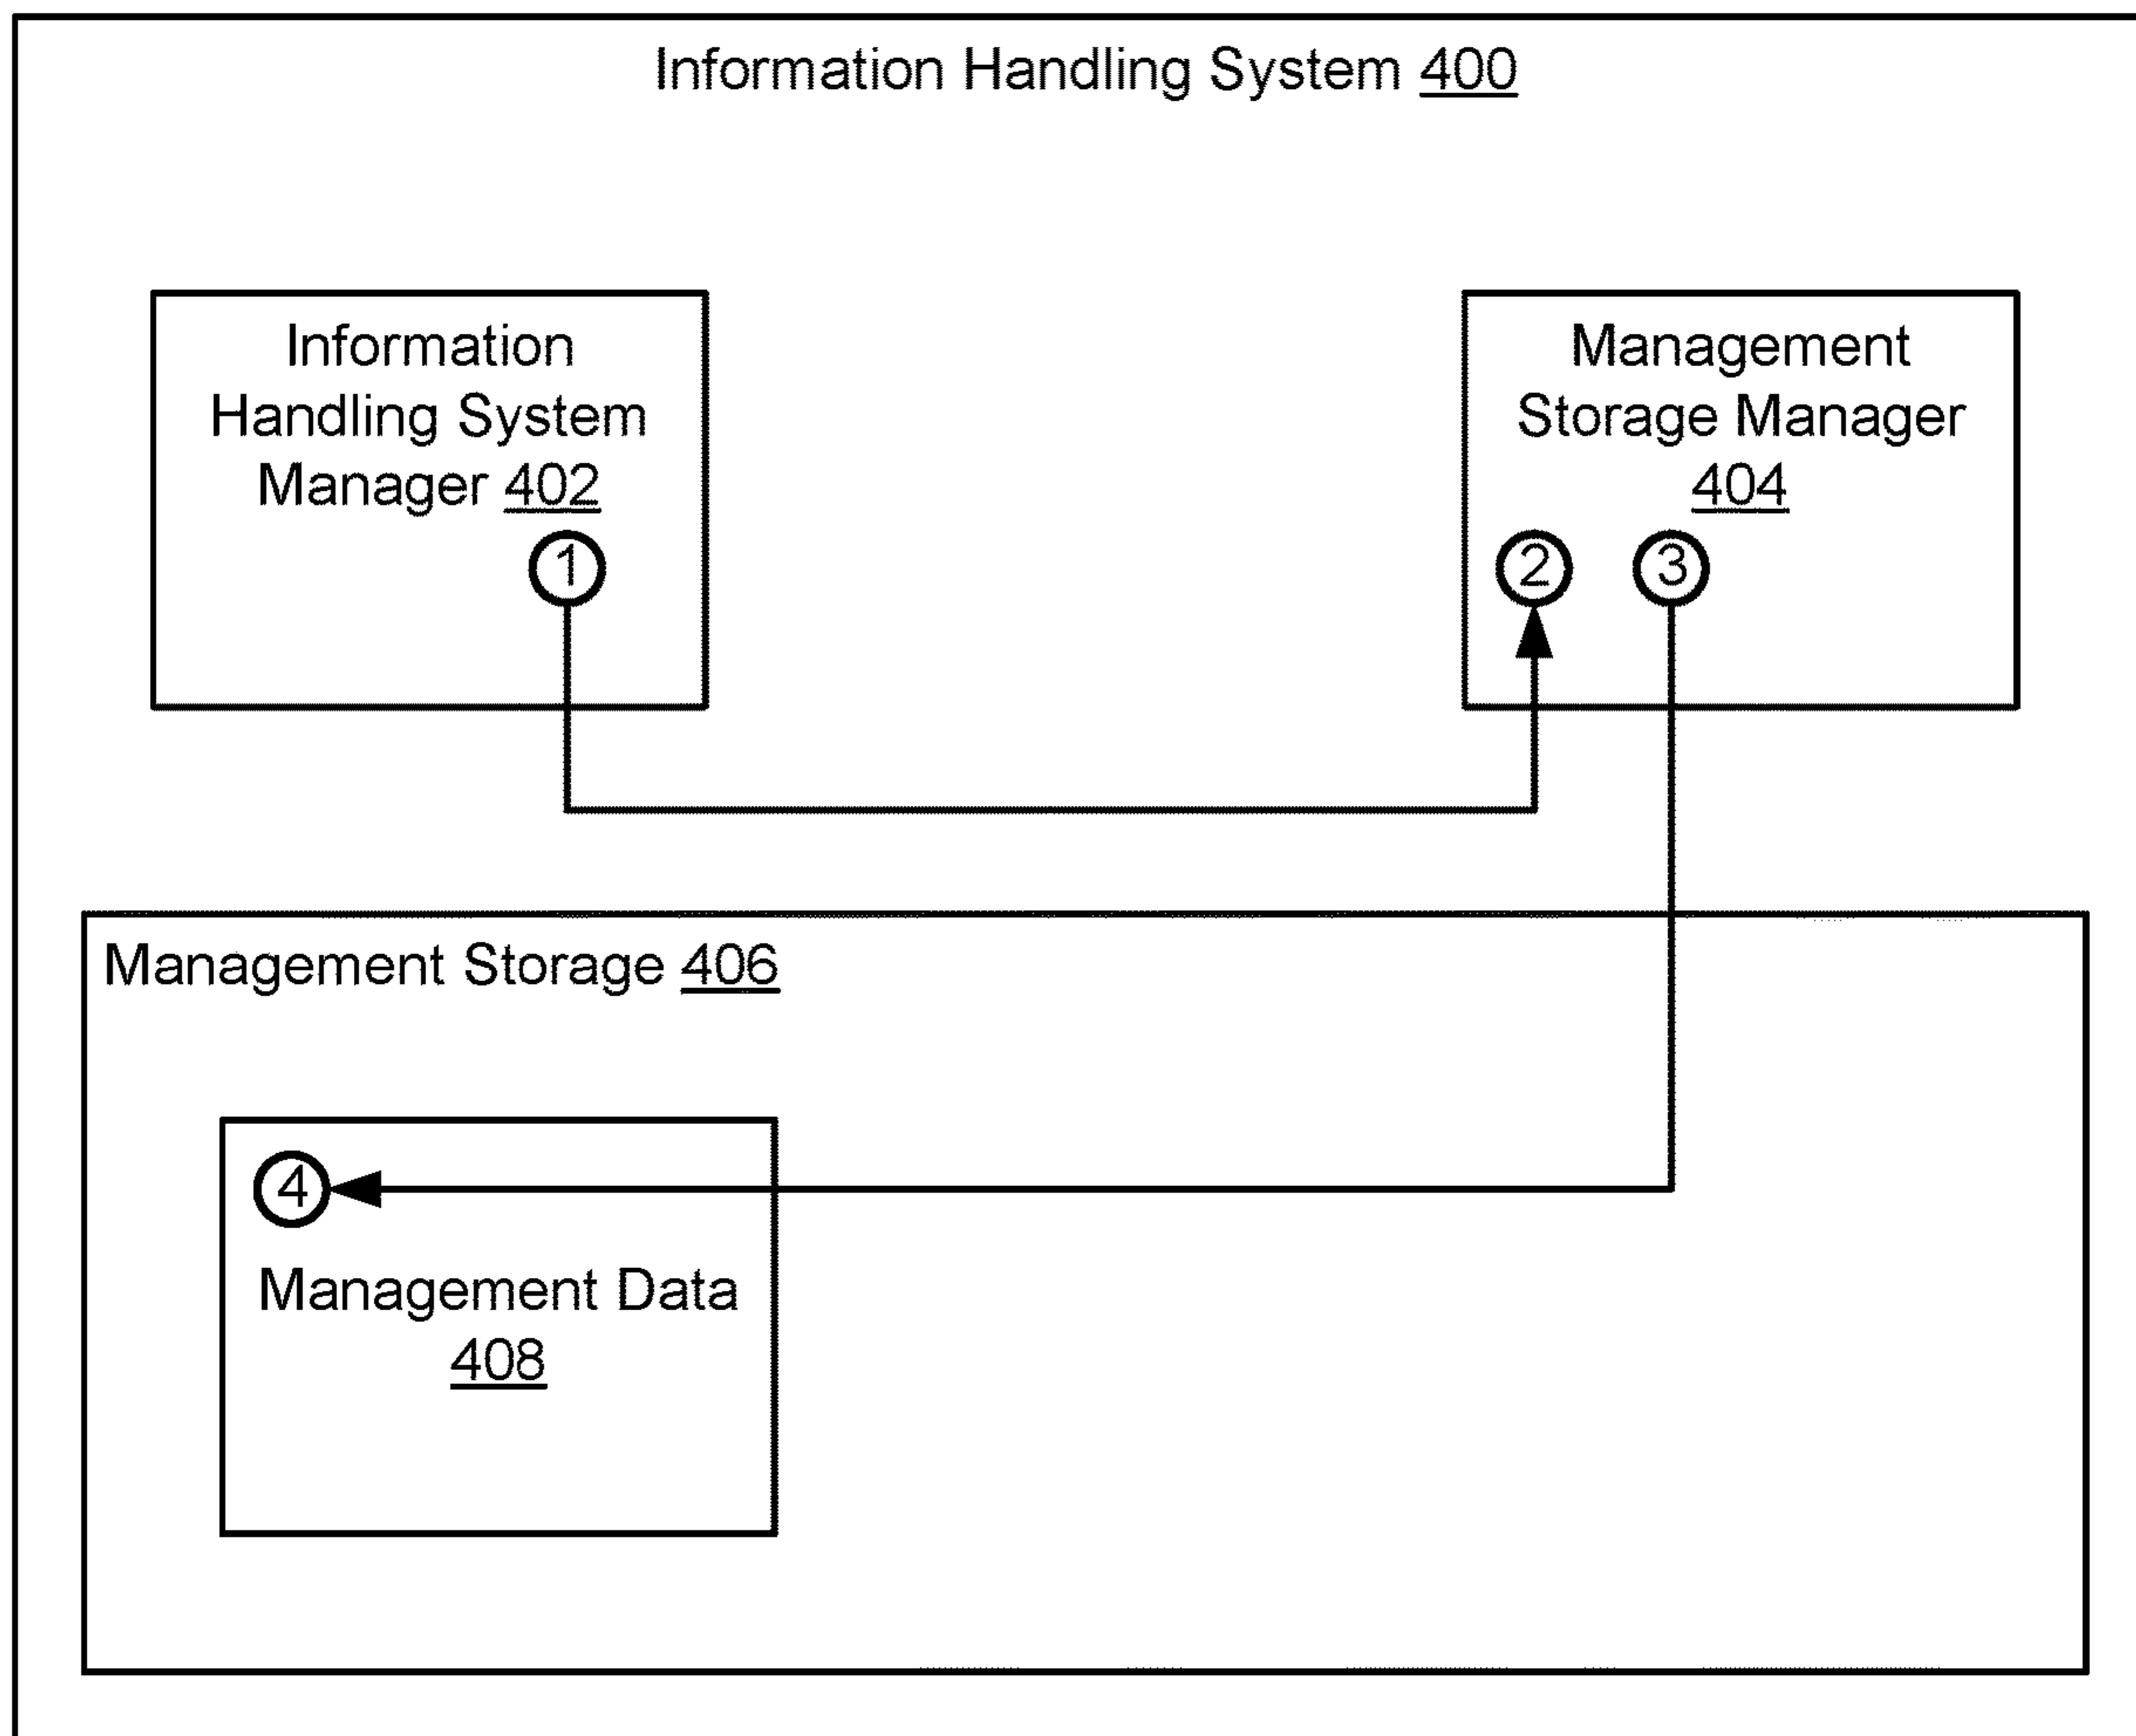 Information Handling System 400
Information
Handling System
Manager 402
1
Management
Storage Manager
404
2 3
Management Storage 406
4
Management Data
408